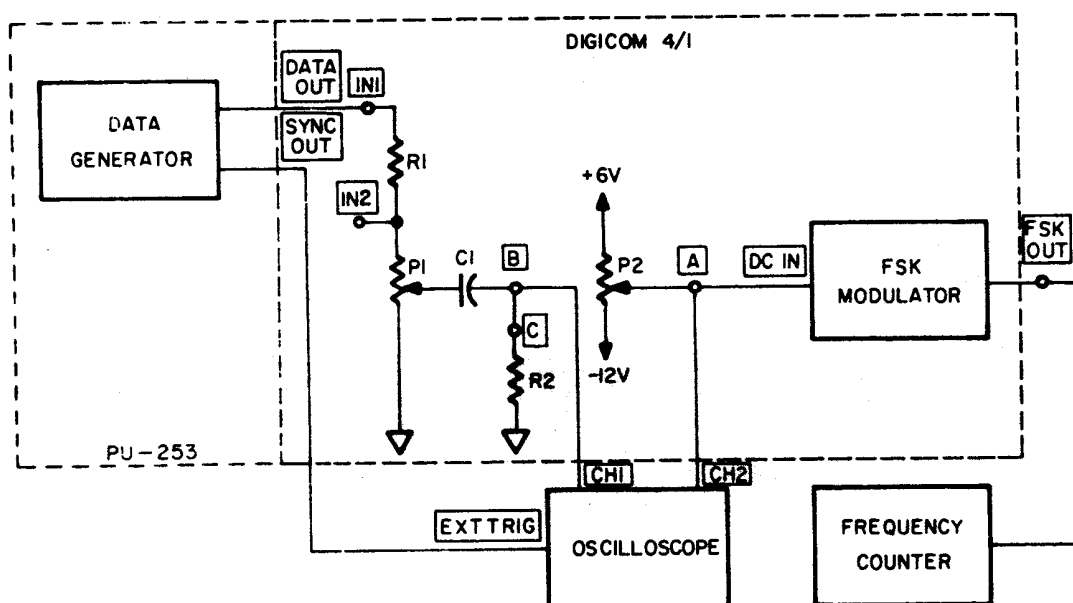 DIGICOM 4/1
DATA
GENERATOR
DATA
OUT
SYNC
OUT
IN1
R1
IN2
P1
C1
B
C
R2
+6V
P2
-12V
A
DC IN
FSK
MODULATOR
FSK
OUT
PU-253
CH1
CH2
EXT TRIG
OSCILLOSCOPE
FREQUENCY
COUNTER